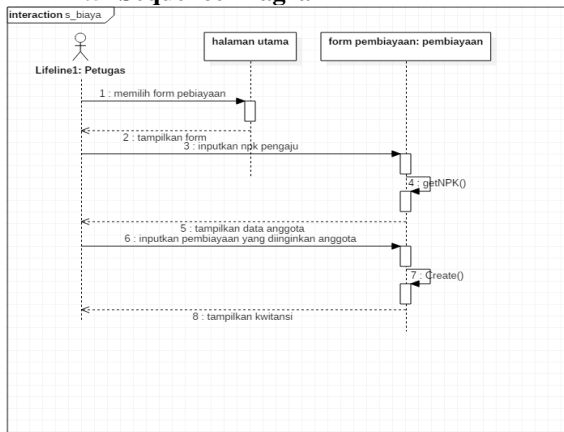 interaction s_biaya
halaman utama
form pembiayaan: pembiayaan
Lifeline1: Petugas
1 : memilih form pebiayaan
2 : tampilkan form
3 : inputkan npk pengaju
4 : getNPK()
5 : tampilkan data anggota
6 : inputkan pembiayaan yang diinginkan anggota
7 : Create()
8 : tampilkan kwitansi